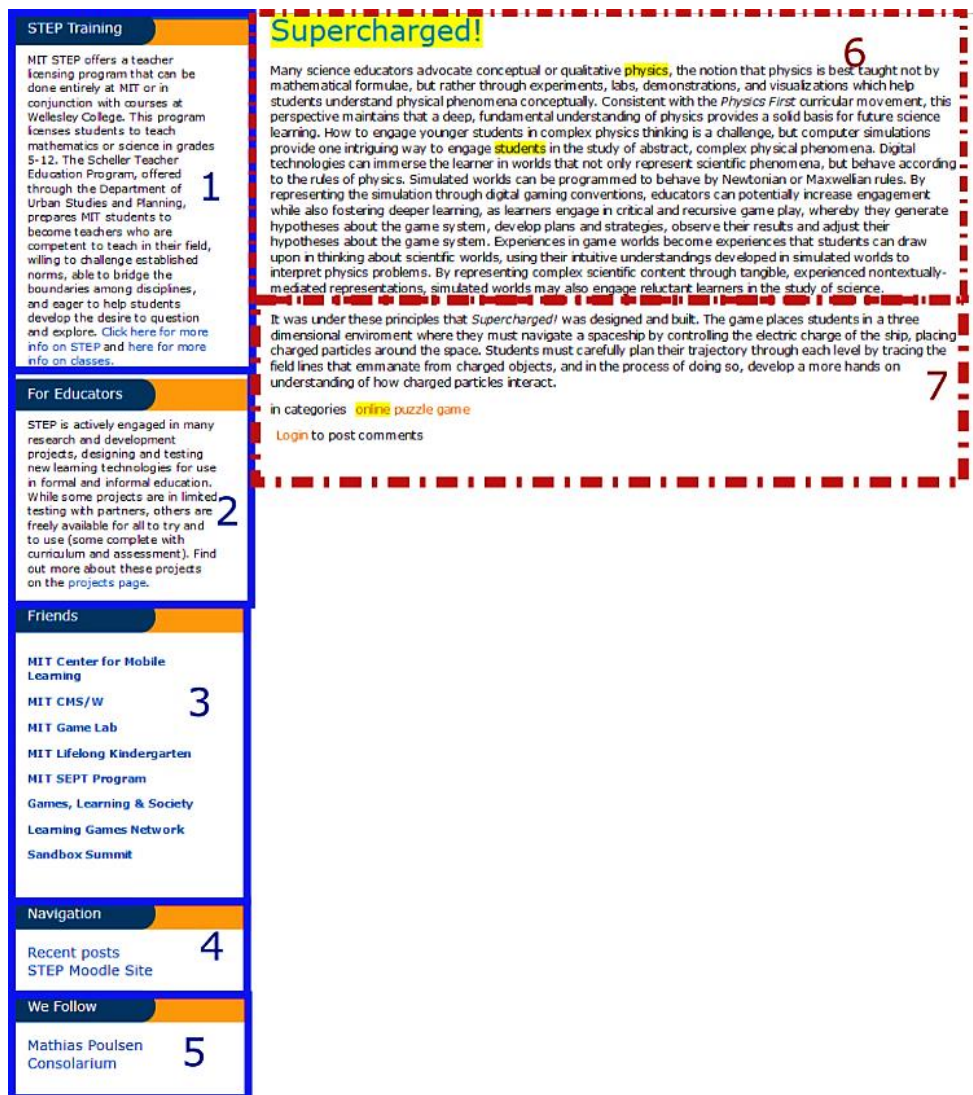 STEP Training
MIT STEP offers a teacher
licensing program that can be
done entirely at MIT or in
conjunction with courses at
Wellesley College. This program
licenses students to teach
mathematics or science in grades
5-12. The Scheller Teacher
Education Program, offered
through the Department of
Urban Studies and Planning,
prepares MIT students to
become teachers who are
competent to teach in their field,
willing to challenge established
norms, able to bridge the
boundaries among disciplines,
and eager to help students
develop the desire to question
and explore. Click here for more
info on STEP and here for more
info on classes.
1
For Educators
STEP is actively engaged in many
research and development
projects, designing and testing
new learning technologies for use
in formal and informal education.
While some projects are in limited
testing with partners, others are
freely available for all to try and
to use (some complete with
curriculum and assessment). Find
out more about these projects
on the projects page.
2
Friends
MIT Center for Mobile
Learning
MIT CMS/W
MIT Game Lab
MIT Lifelong Kindergarten
MIT SEPT Program
Games, Learning & Society
Learning Games Network
Sandbox Summit
3
Navigation
Recent posts
STEP Moodle Site
4
We Follow
Mathias Poulsen
Consolarium
5
Supercharged!
6
Many science educators advocate conceptual or qualitative physics, the notion that physics is best taught not by
mathematical formulae, but rather through experiments, labs, demonstrations, and visualizations which help
students understand physical phenomena conceptually. Consistent with the Physics First curricular movement, this
perspective maintains that a deep, fundamental understanding of physics provides a solid basis for future science
learning. How to engage younger students in complex physics thinking is a challenge, but computer simulations
provide one intriguing way to engage students in the study of abstract, complex physical phenomena. Digital
technologies can immerse the learner in worlds that not only represent scientific phenomena, but behave according
to the rules of physics. Simulated worlds can be programmed to behave by Newtonian or Maxwellian rules. By
representing the simulation through digital gaming conventions, educators can potentially increase engagement
while also fostering deeper learning, as learners engage in critical and recursive game play, whereby they generate
hypotheses about the game system, develop plans and strategies, observe their results and adjust their
hypotheses about the game system. Experiences in game worlds become experiences that students can draw
upon in thinking about scientific worlds, using their intuitive understandings developed in simulated worlds to
interpret physics problems. By representing complex scientific content through tangible, experienced nontextually-
mediated representations, simulated worlds may also engage reluctant learners in the study of science.
It was under these principles that Supercharged! was designed and built. The game places students in a three
dimensional enviroment where they must navigate a spaceship by controlling the electric charge of the ship, placing
charged particles around the space. Students must carefully plan their trajectory through each level by tracing the
field lines that emmanate from charged objects, and in the process of doing so, develop a more hands on
understanding of how charged particles interact.
7
in categories online puzzle game
Login to post comments